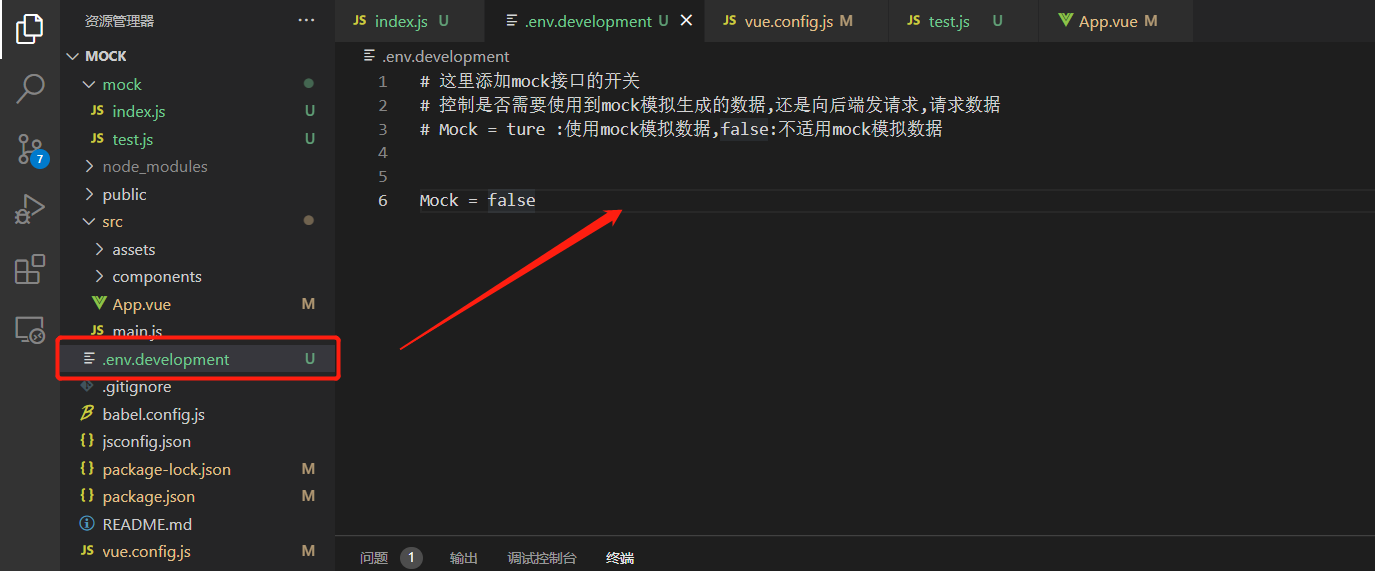 资源管理器
···
MOCK
mock
JS index.js U
JS test.js U
node_modules
public
src
assets
components
App.vue M
JS main.js
.env.development U
.gitignore
babel.config.js
{} jsconfig.json
{} package-lock.json M
{} package.json M
README.md
JS vue.config.js M
7
JS index.js U
.env.development U ×
JS vue.config.js M
JS test.js U
App.vue M
.env.development
1 # 这里添加mock接口的开关
2 # 控制是否需要使用到mock模拟生成的数据,还是向后端发请求,请求数据
3 # Mock = ture :使用mock模拟数据,false:不适用mock模拟数据
4
5
6 Mock = false
问题 1 输出 调试控制台 终端